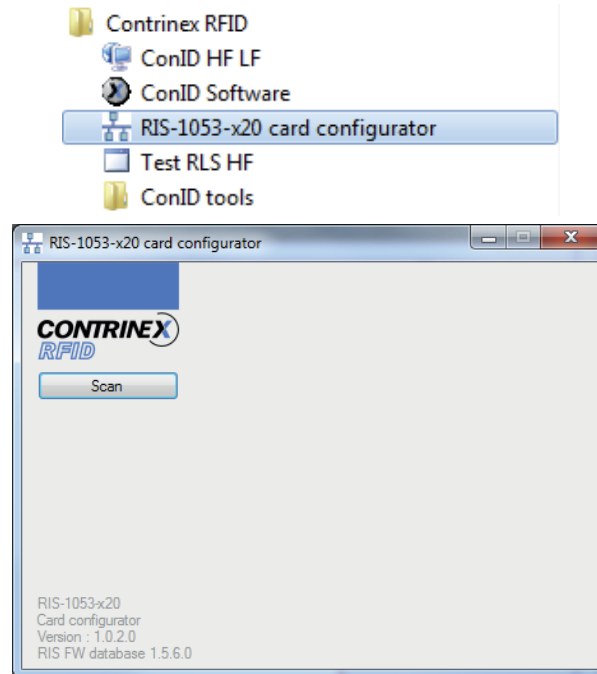 Contrinex RFID
ConID HF LF
ConID Software
RIS-1053-x20 card configurator
Test RLS HF
ConID tools
RIS-1053-x20 card configurator
CONTRINEX
RFID
Scan
RIS-1053-x20
Card configurator
Version : 1.0.2.0
RIS FW database 1.5.6.0